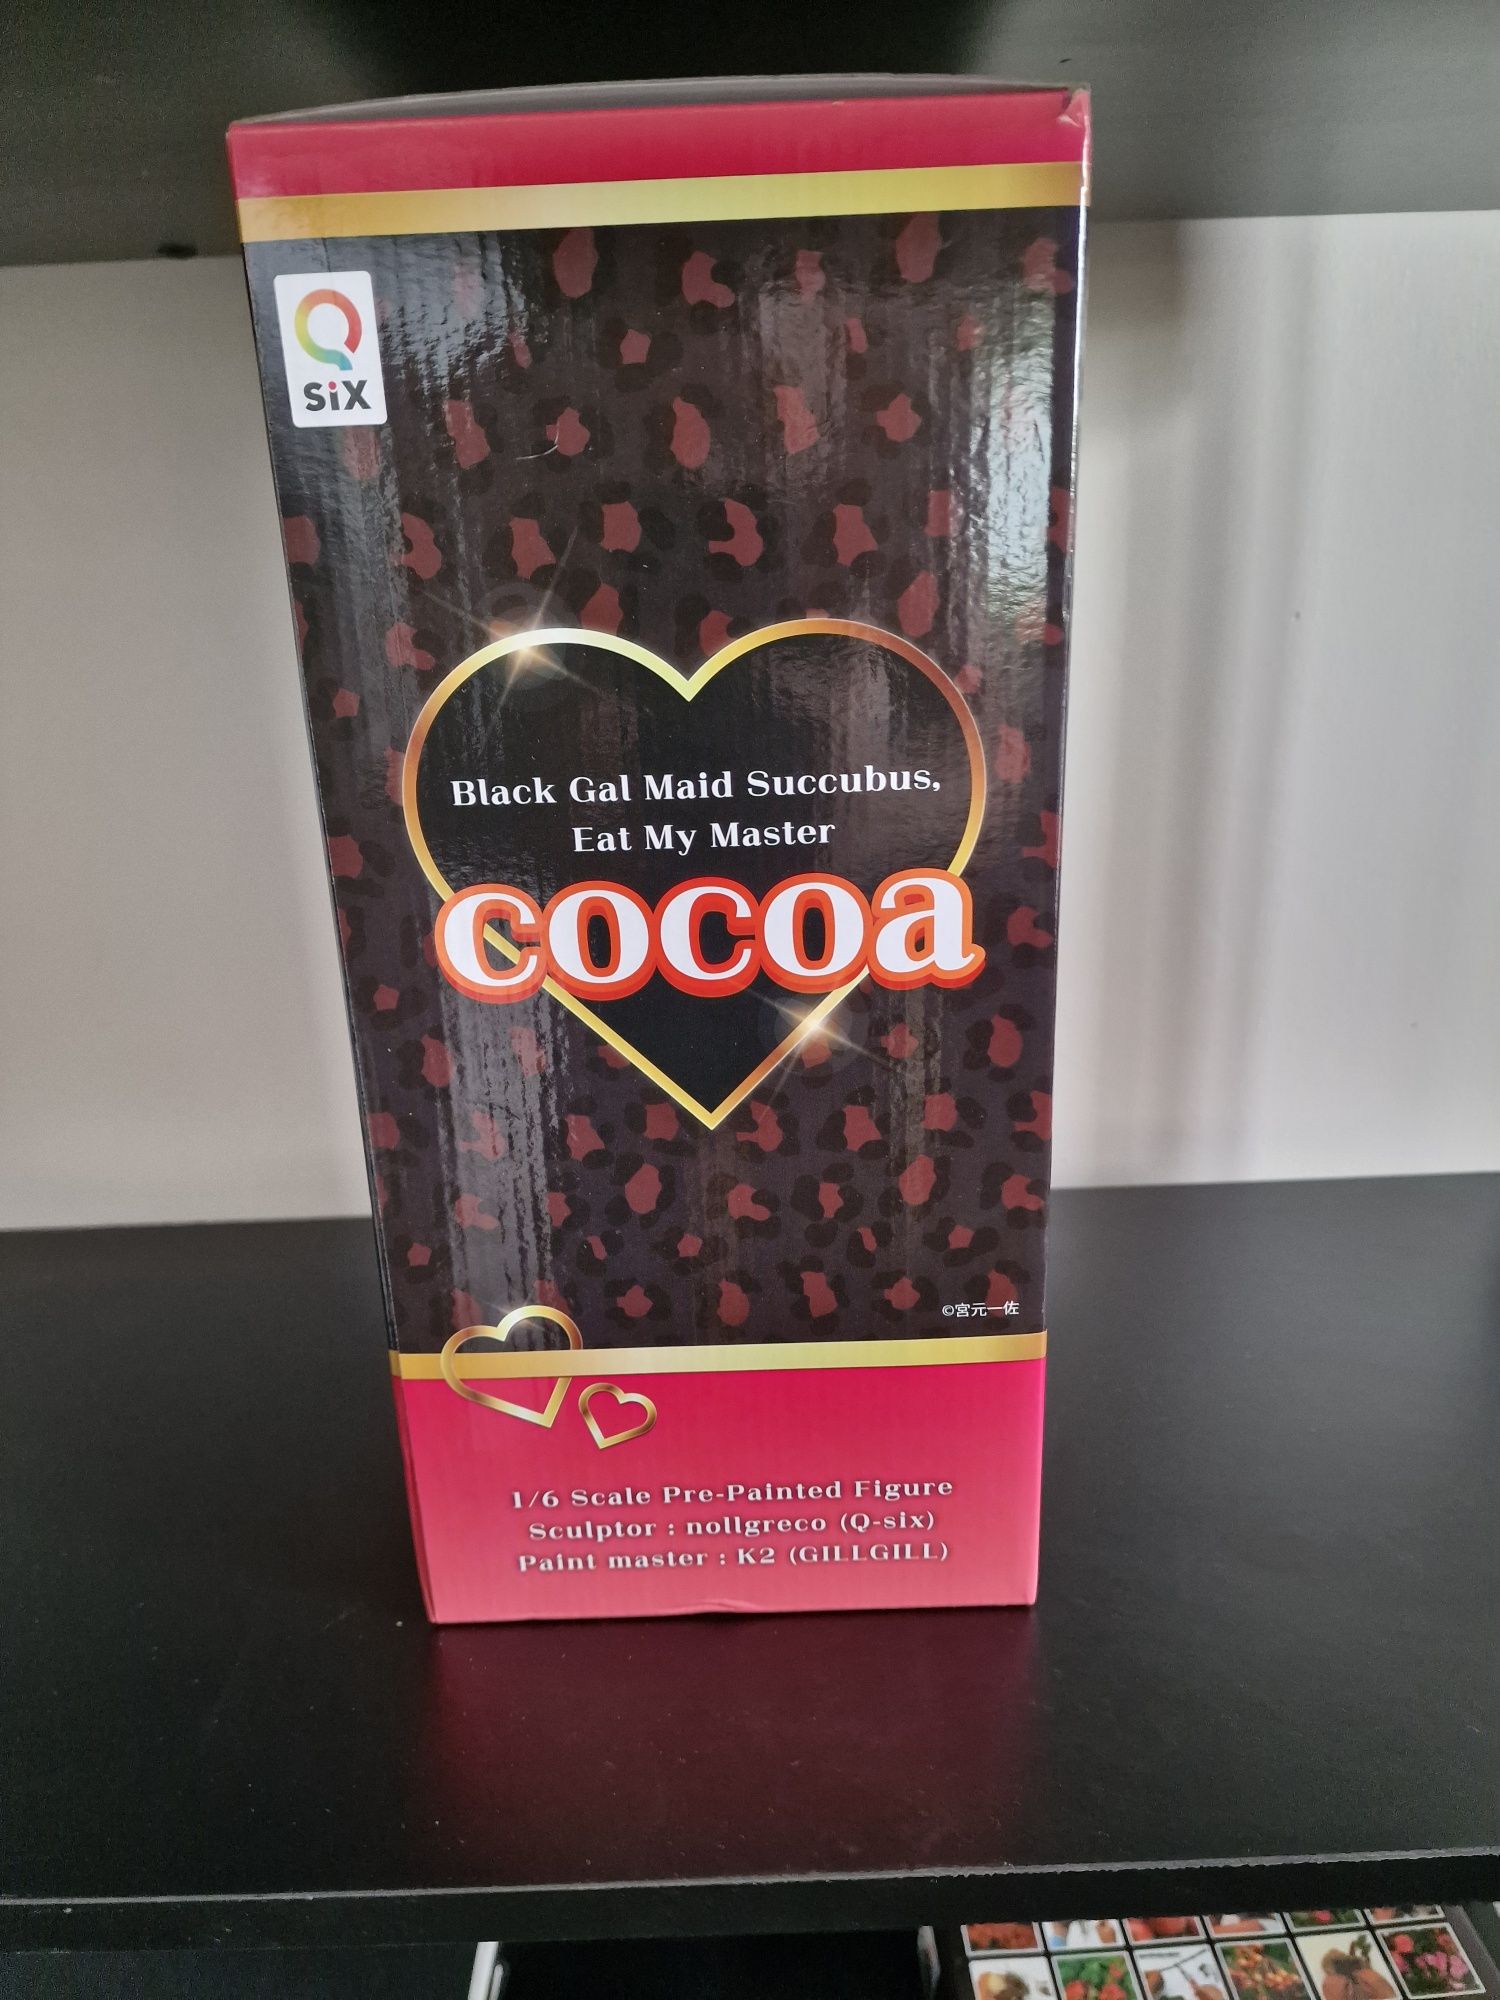 Q
SiX
Black Gal Maid Succubus,
Eat My Master
cocoa
©宮元一佐
1/6 Scale Pre-Painted Figure
Sculptor : nollgreco (Q-six)
Paint master : K2 (GILLGILL)